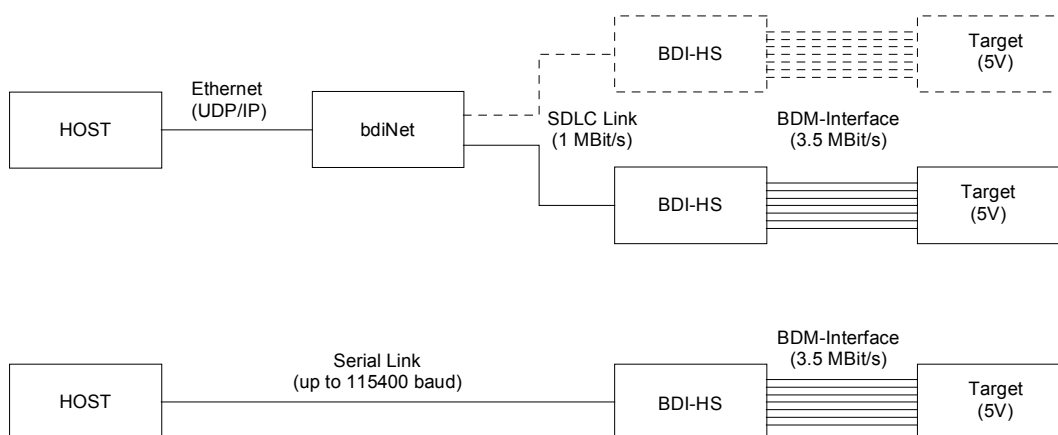 BDI-HS
Target
(5V)
Ethernet
(UDP/IP)
HOST
bdiNet
SDLC Link
(1 MBit/s)
BDM-Interface
(3.5 MBit/s)
BDI-HS
Target
(5V)
BDM-Interface
(3.5 MBit/s)
Serial Link
(up to 115400 baud)
HOST
BDI-HS
Target
(5V)